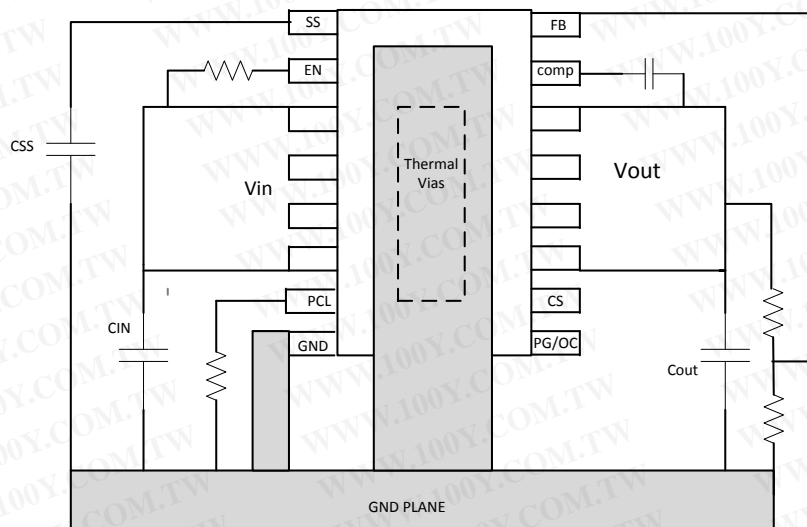 SS
FB
EN
comp
CSS
Thermal
Vias
Vin
Vout
PCL
CS
CIN
GND
PG/OC
Cout
GND PLANE
WWW.100Y.COM.TW